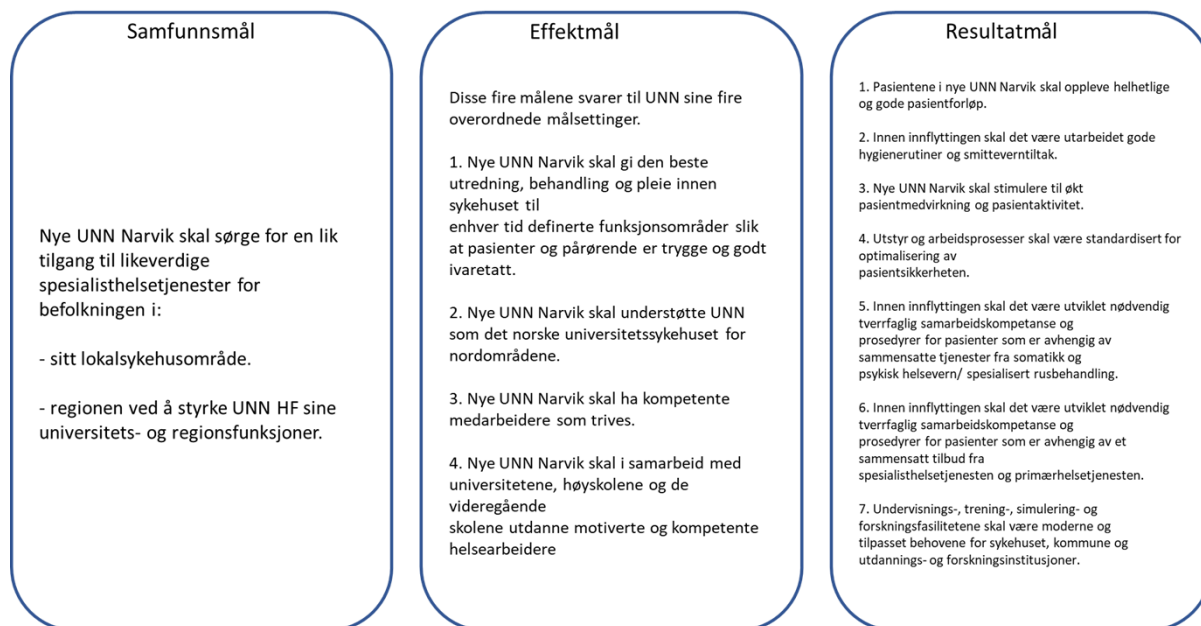 Samfunnsmål
Nye UNN Narvik skal sørge for en lik
tilgang til likeverdige
spesialisthelsetjenester for
befolkningen i:
- sitt lokalsykehusområde.
- regionen ved å styrke UNN HF sine
universitets- og regionsfunksjoner.
Effektmål
Disse fire målene svarer til UNN sine fire
overordnede målsettinger.
1. Nye UNN Narvik skal gi den beste
utredning, behandling og pleie innen
sykehuset til
enhver tid definerte funksjonsområder slik
at pasienter og pårørende er trygge og godt
ivaretatt.
2. Nye UNN Narvik skal understøtte UNN
som det norske universitetssykehuset for
nordområdene.
3. Nye UNN Narvik skal ha kompetente
medarbeidere som trives.
4. Nye UNN Narvik skal i samarbeid med
universitetene, høyskolene og de
videregående
skolene utdanne motiverte og kompetente
helsearbeidere
Resultatmål
1. Pasientene i nye UNN Narvik skal oppleve helhetlige
og gode pasientforløp.
2. Innen innflyttingen skal det være utarbeidet gode
hygienerutiner og smitteverntiltak.
3. Nye UNN Narvik skal stimulere til økt
pasientmedvirkning og pasientaktivitet.
4. Utstyr og arbeidsprosesser skal være standardisert for
optimalisering av
pasientsikkerheten.
5. Innen innflyttingen skal det være utviklet nødvendig
tverrfaglig samarbeidskompetanse og
prosedyrer for pasienter som er avhengig av
sammensatte tjenester fra somatikk og
psykisk helsevern/ spesialisert rusbehandling.
6. Innen innflyttingen skal det være utviklet nødvendig
tverrfaglig samarbeidskompetanse og
prosedyrer for pasienter som er avhengig av et
sammensatt tilbud fra
spesialisthelsetjenesten og primærhelsetjenesten.
7. Undervisnings-, trening-, simulering- og
forskningsfasilitetene skal være moderne og
tilpasset behovene for sykehuset, kommune og
utdannings- og forskningsinstitusjoner.